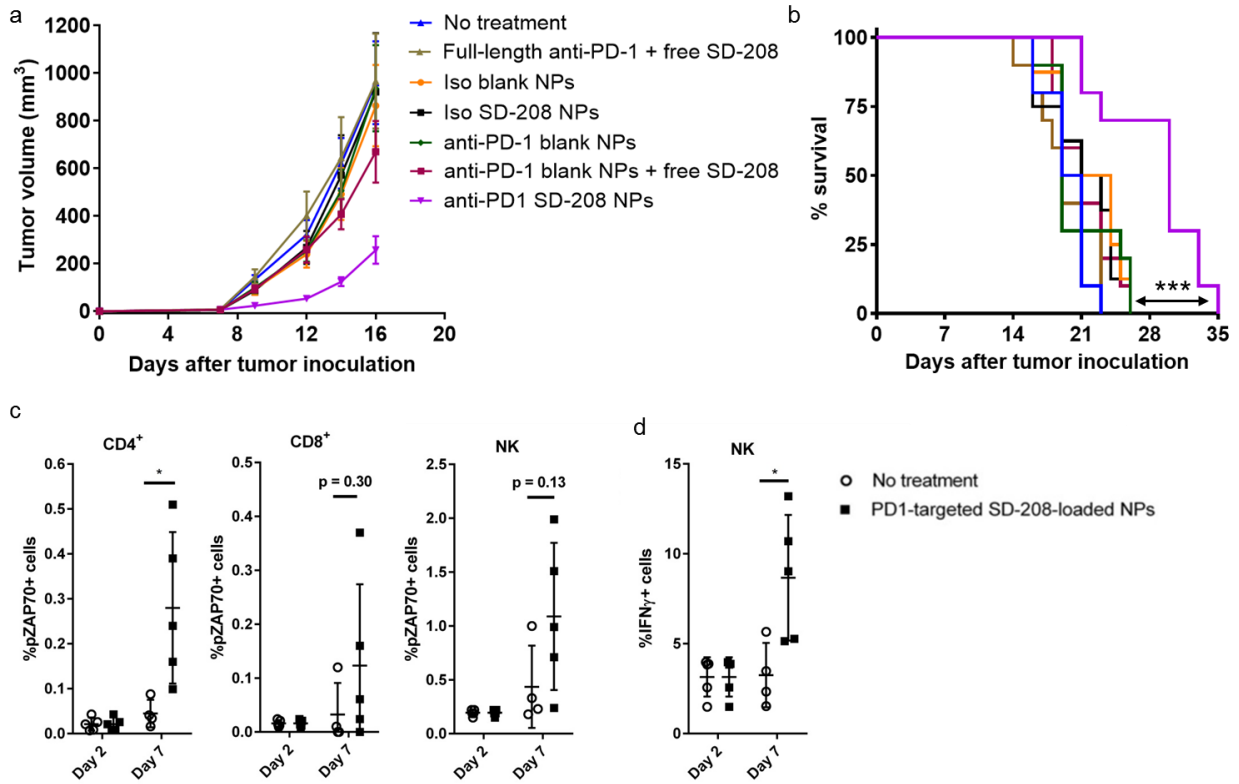 a
1200
1000
800
600
400
200
0
Tumor volume (mm³)
0 4 8 12 16 20
Days after tumor inoculation
No treatment
Full-length anti-PD-1 + free SD-208
Iso blank NPs
Iso SD-208 NPs
anti-PD-1 blank NPs
anti-PD-1 blank NPs + free SD-208
anti-PD1 SD-208 NPs
b
100
75
50
25
0
% survival
***
0 7 14 21 28 35
Days after tumor inoculation
c
CD4⁺
0.6
0.5
0.4
0.3
0.2
0.1
0.0
%pZAP70+ cells
*
Day 2 Day 7
CD8⁺
0.5
0.4
0.3
0.2
0.1
0.0
%pZAP70+ cells
p = 0.30
Day 2 Day 7
NK
2.5
2.0
1.5
1.0
0.5
0.0
%pZAP70+ cells
p = 0.13
Day 2 Day 7
d
NK
15
10
5
0
%IFNγ+ cells
*
Day 2 Day 7
No treatment
PD1-targeted SD-208-loaded NPs